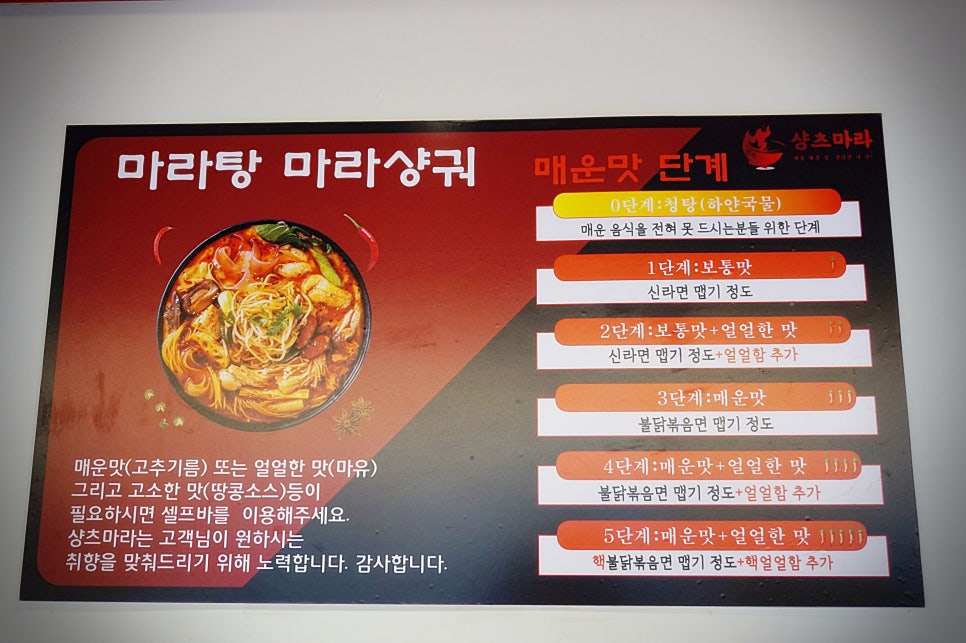 마라탕 마라샹궈
매운맛(고추기름) 또는 얼얼한 맛(마유)
그리고 고소한 맛(땅콩소스)등이
필요하시면 셀프바를 이용해주세요.
샹츠마라는 고객님이 원하시는
취향을 맞춰드리기 위해 노력합니다. 감사합니다.
매운맛 단계
샹츠마라
0단계:청탕(하얀국물)
매운 음식을 전혀 못 드시는분들 위한 단계
1단계:보통맛
신라면 맵기 정도
2단계:보통맛+얼얼한 맛
신라면 맵기 정도+얼얼함 추가
3단계:매운맛
불닭볶음면 맵기 정도
4단계:매운맛+얼얼한 맛
불닭볶음면 맵기 정도+얼얼함 추가
5단계:매운맛+얼얼한 맛
핵불닭볶음면 맵기 정도+핵얼얼함 추가